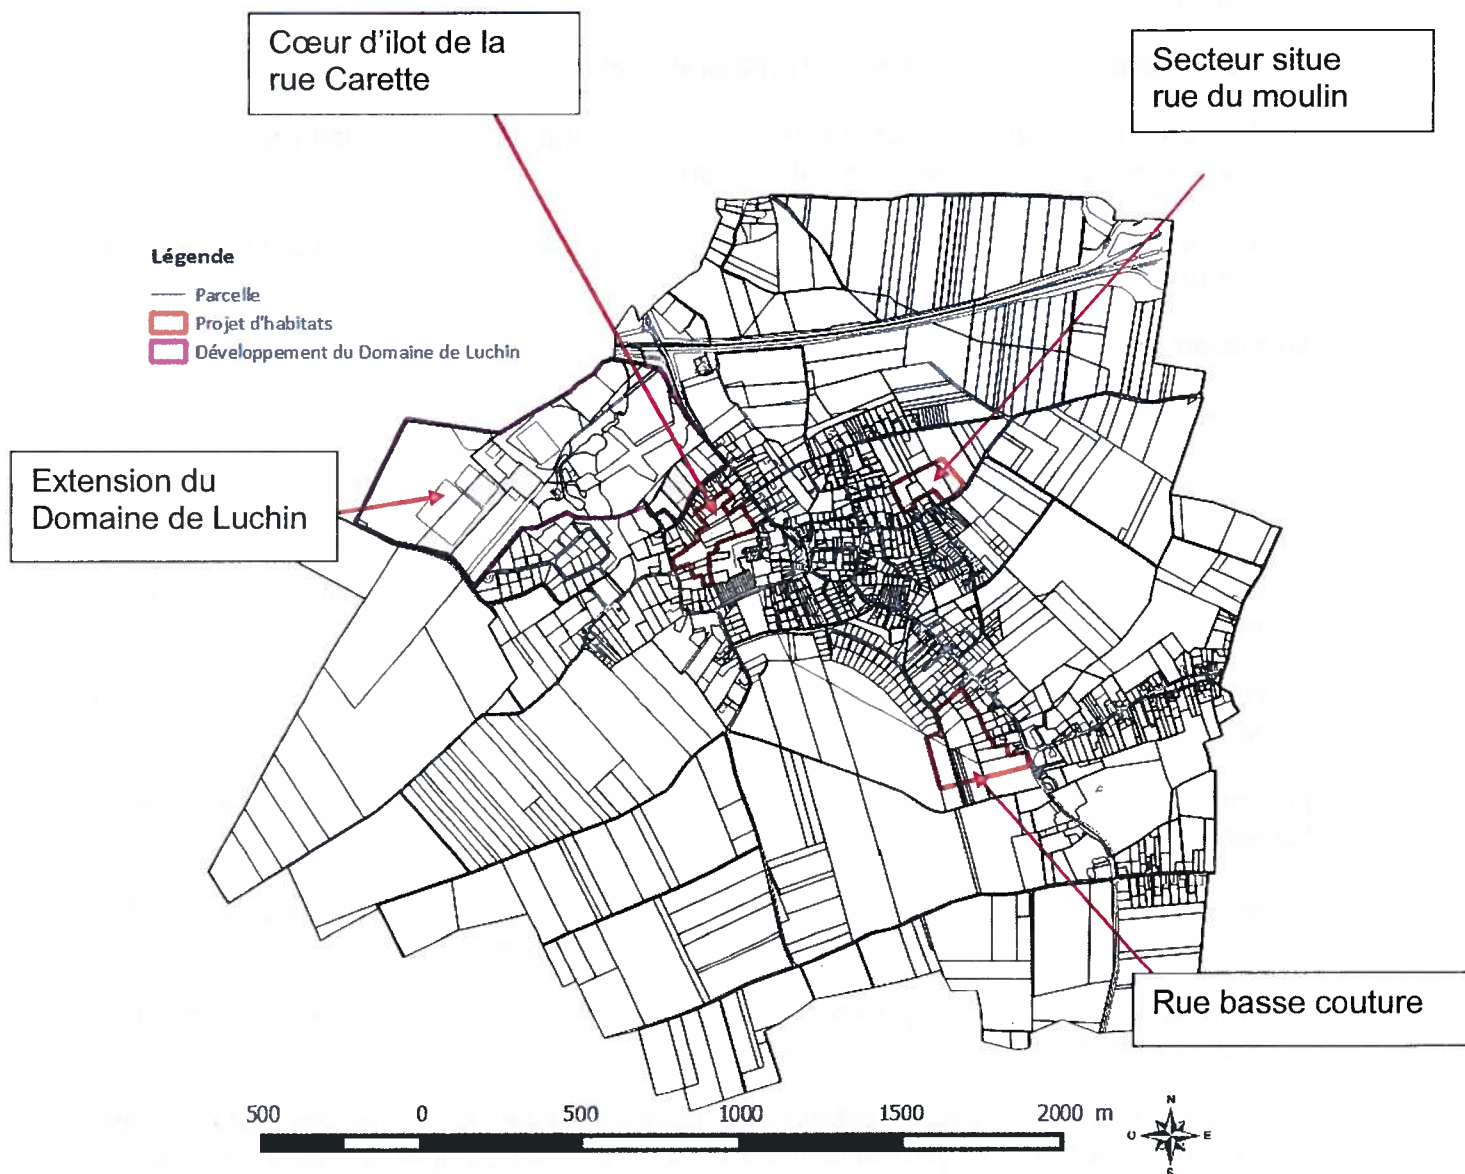 Cœur d'ilot de la
rue Carette
Secteur situe
rue du moulin
Légende
Parcelle
Projet d'habitats
Développement du Domaine de Luchin
Extension du
Domaine de Luchin
Rue basse couture
500 0 500 1000 1500 2000 m
N
O E
S